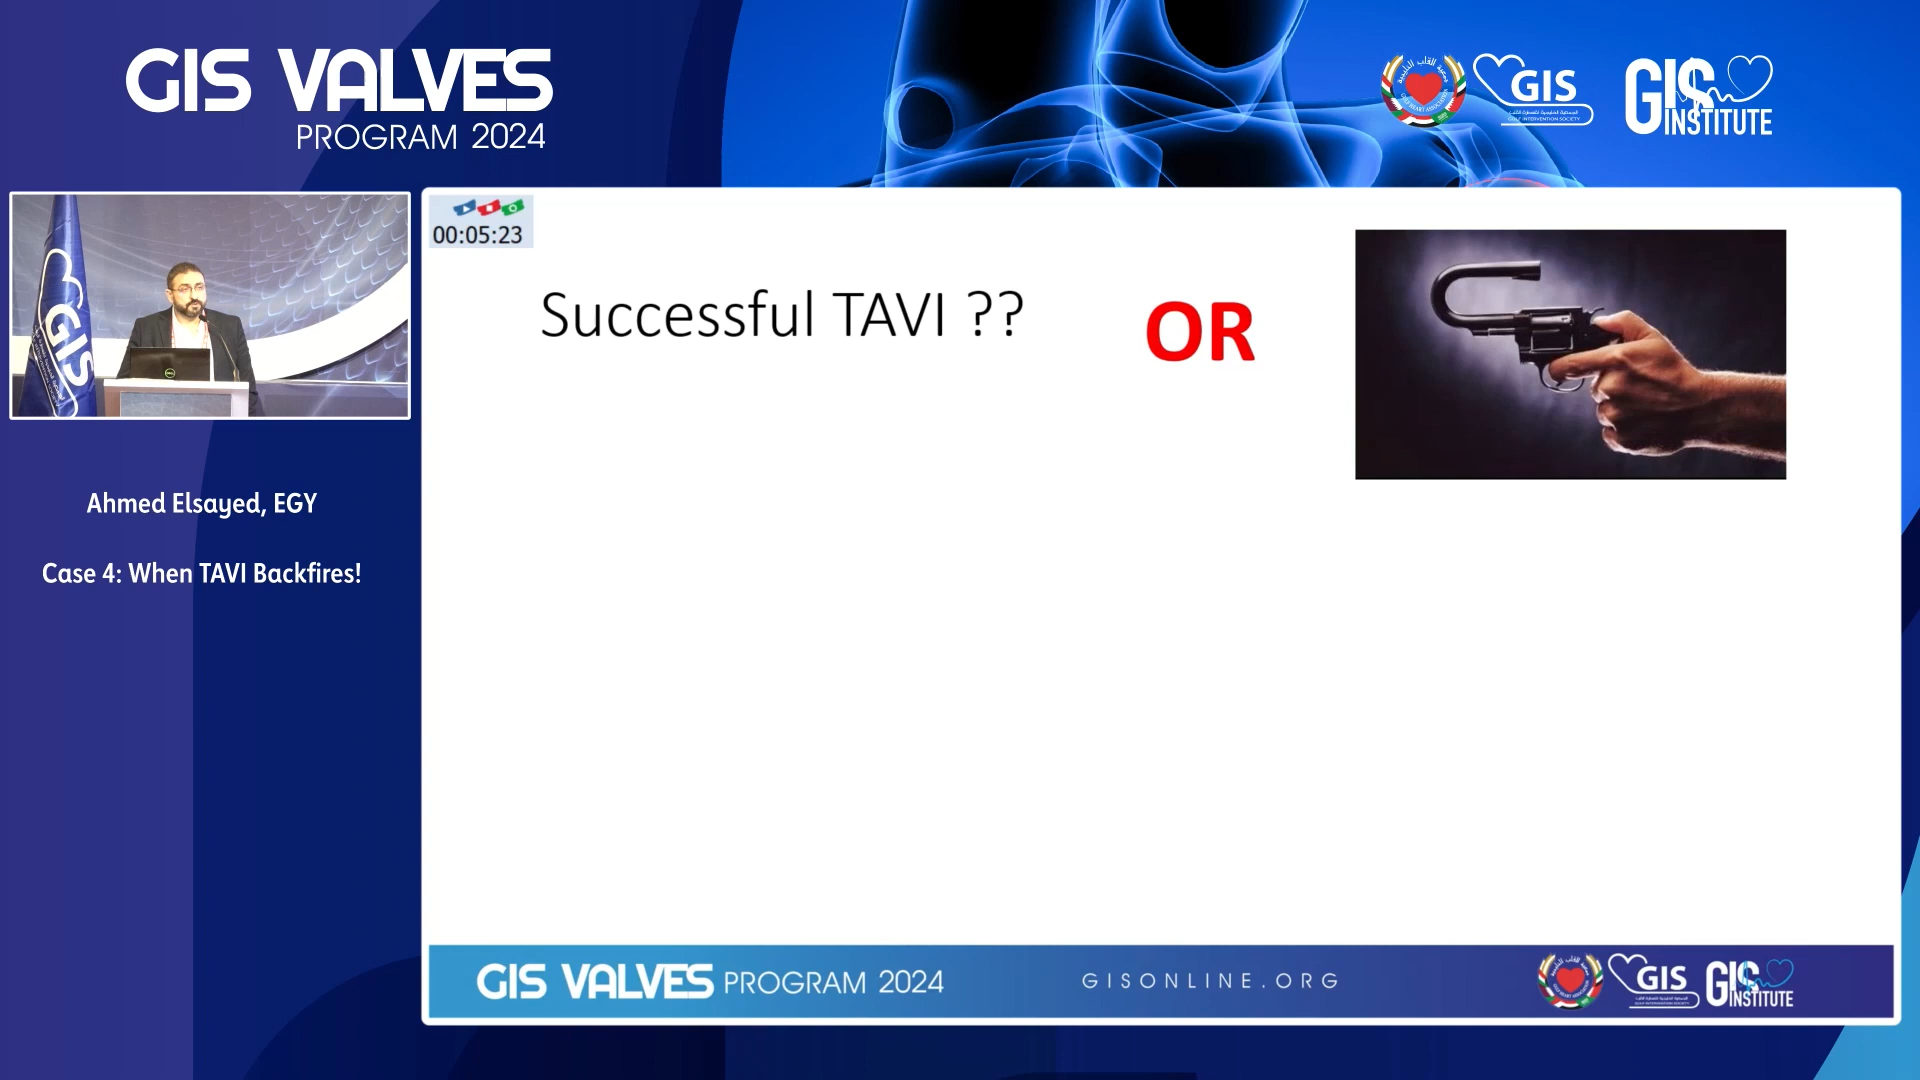 GIS VALVES
PROGRAM 2024
GIS
GIS
INSTITUTE
00:05:23
Successful TAVI ??
OR
GIS
Ahmed Elsayed, EGY
Case 4: When TAVI Backfires!
GIS VALVES PROGRAM 2024
GISONLINE.ORG
GIS
GIS
INSTITUTE